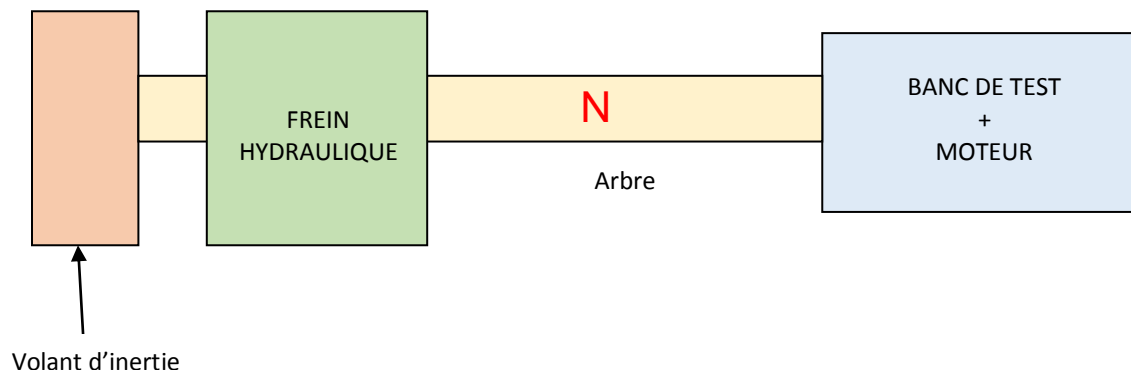 FREIN
HYDRAULIQUE
N
Arbre
BANC DE TEST
+
MOTEUR
Volant d’inertie